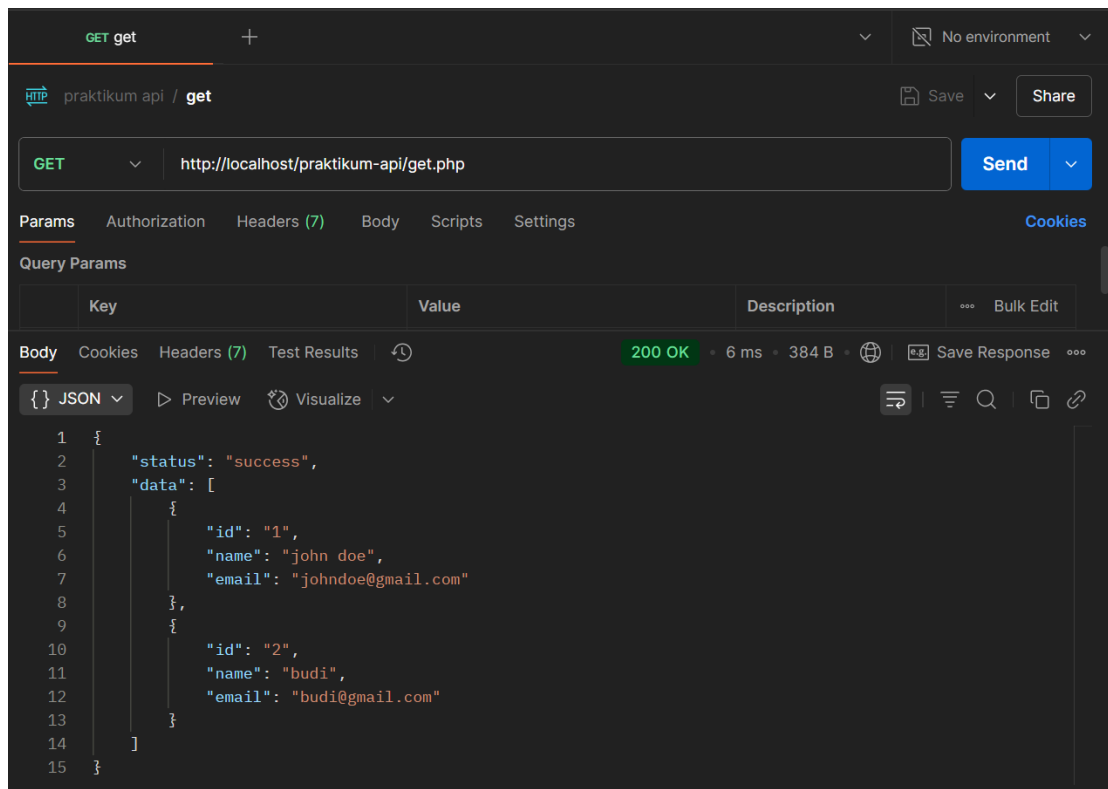 GET get
No environment
HTTP praktikum api / get
Save
Share
GET
http://localhost/praktikum-api/get.php
Send
Params Authorization Headers (7) Body Scripts Settings Cookies
Query Params
Key Value Description Bulk Edit
Body Cookies Headers (7) Test Results 200 OK 6 ms 384 B e.g. Save Response
{} JSON Preview Visualize
1 {
2 "status": "success",
3 "data": [
4 {
5 "id": "1",
6 "name": "john doe",
7 "email": "johndoe@gmail.com"
8 },
9 {
10 "id": "2",
11 "name": "budi",
12 "email": "budi@gmail.com"
13 }
14 ]
15 }